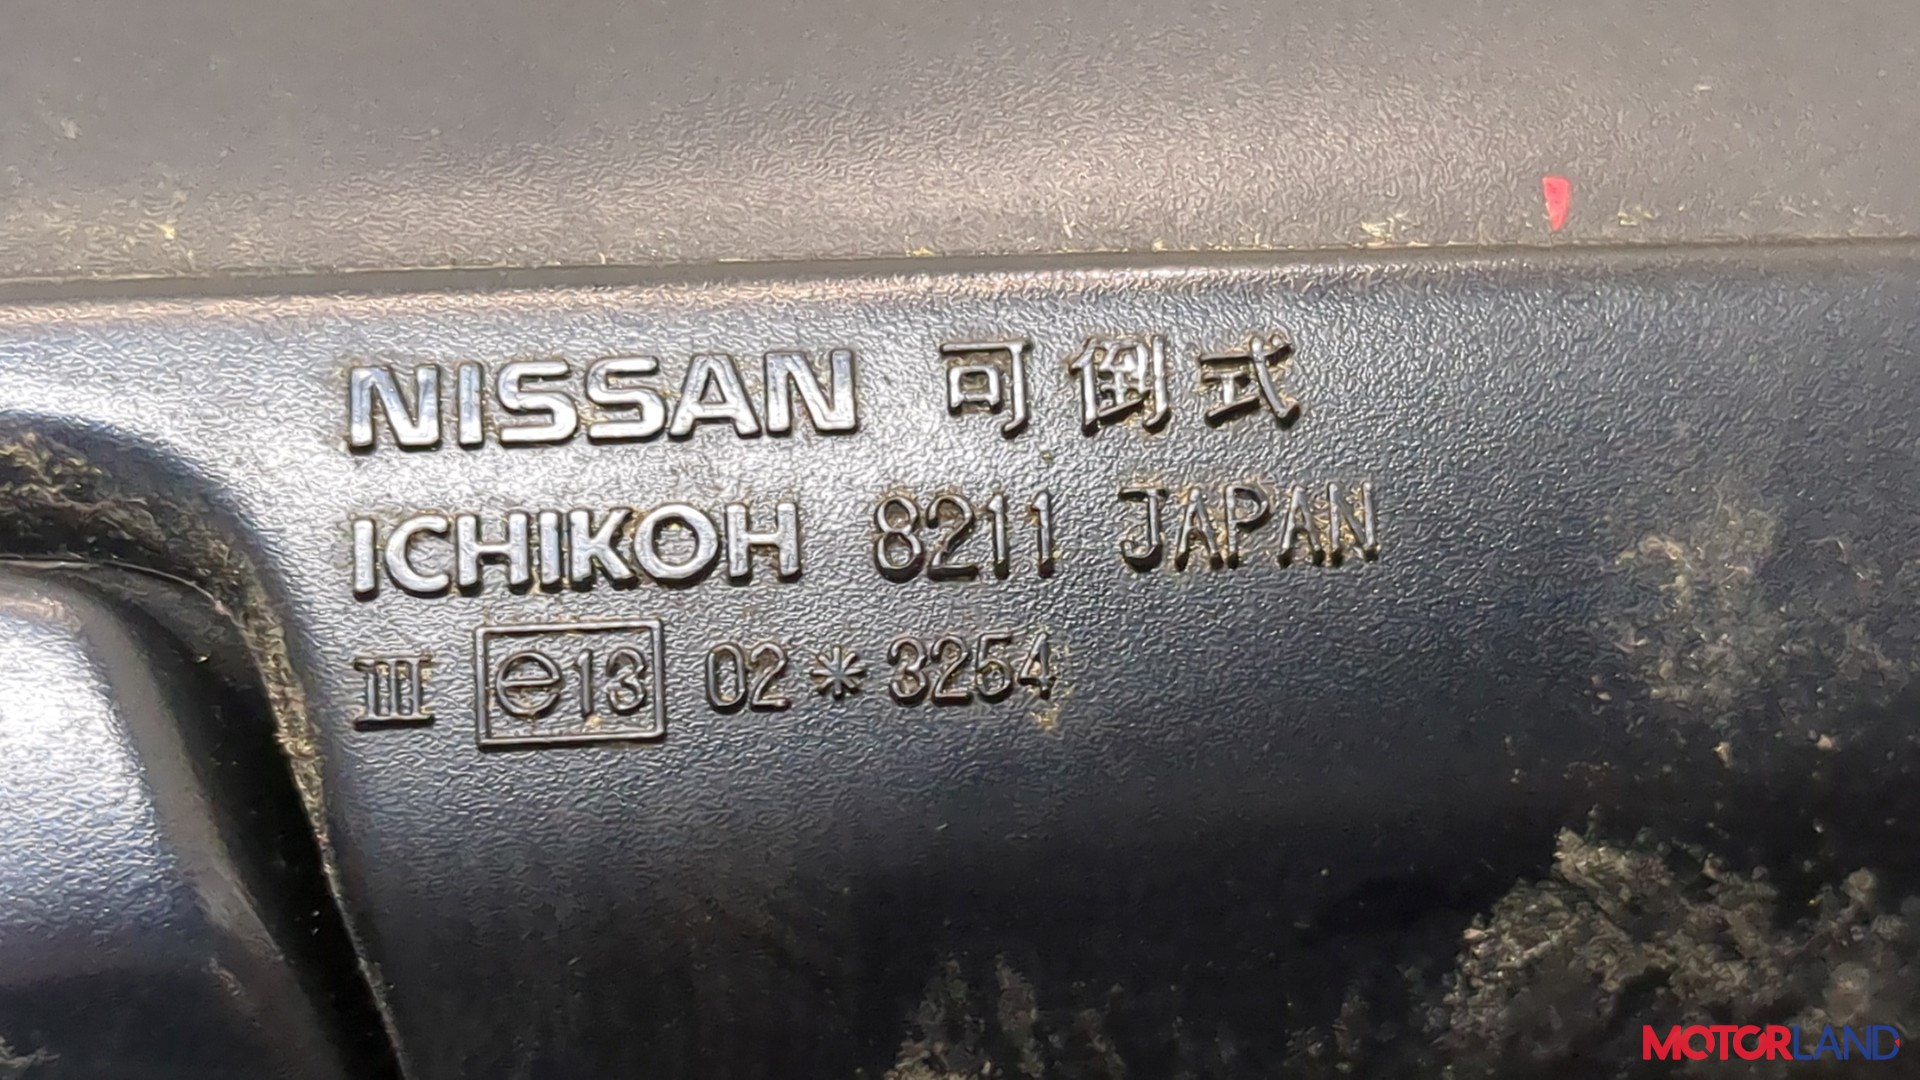 NISSAN 可倒式
ICHIKOH 8211 JAPAN
III e13 02*3254
MOTORLAND